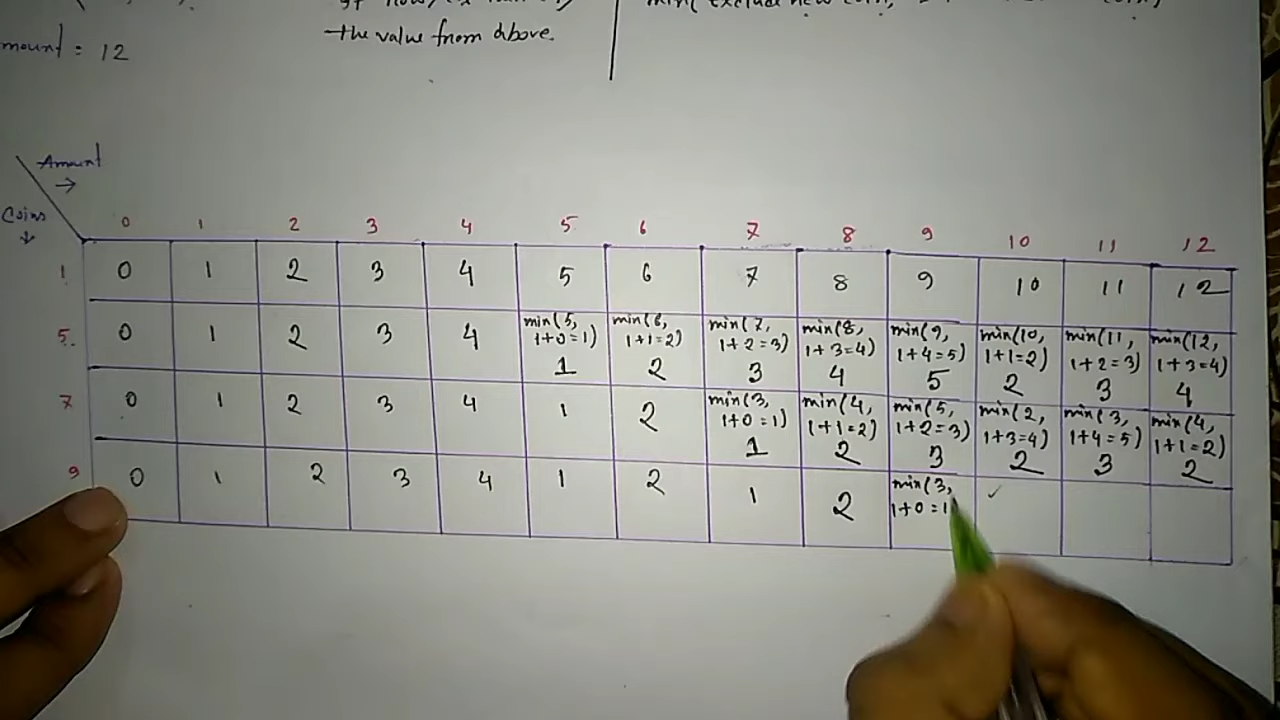 the value from above.
mount = 12
Amount
→
Coins
↓
0 1 2 3 4 5 6 7 8 9 10 11 12
1 0 1 2 3 4 5 6 7 8 9 10 11 12
5 0 1 2 3 4 min(5, min(6, min(7, min(8, min(9, min(10, min(11, min(12,
1+0=1) 1+1=2) 1+2=3) 1+3=4) 1+4=5) 1+1=2) 1+2=3) 1+3=4)
1 2 3 4 5 2 3 4
7 0 1 2 3 4 1 2 min(3, min(4, min(5, min(2, min(3, min(4,
1+0=1) 1+1=2) 1+2=3) 1+3=4) 1+4=5) 1+1=2)
1 2 3 2 3 2
9 0 1 2 3 4 1 2 1 2 min(3, ✓
1+0=1